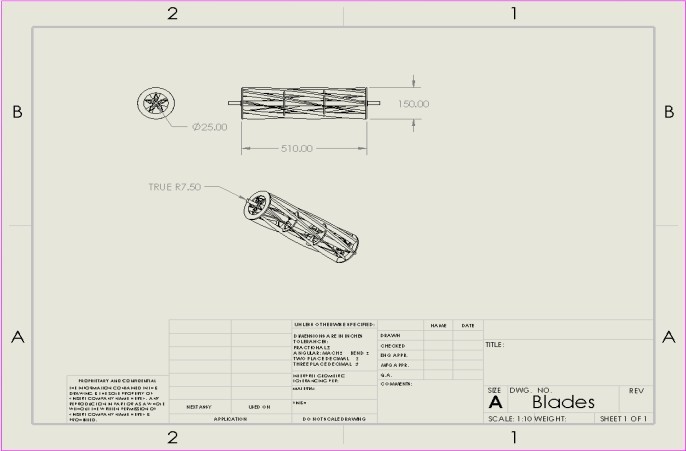 2 1
B B
Ø25.00
150.00
510.00
TRUE R7.50
A A
UNLESS OTHERWISE SPECIFIED:
NAME DATE
DIMENSIONS ARE IN INCHES
TOLERANCES:
FRACTIONAL±
ANGULAR: MACH± BEND ±
TWO PLACE DECIMAL ±
THREE PLACE DECIMAL ±
DRAWN
CHECKED
ENG APPR.
MFG APPR.
Q.A.
COMMENTS:
TITLE:
INTERPRET GEOMETRIC
TOLERANCING PER:
MATERIAL
FINISH
PROPRIETARY AND CONFIDENTIAL
THE INFORMATION CONTAINED IN THIS
DRAWING IS THE SOLE PROPERTY OF
<INSERT COMPANY NAME HERE>. ANY
REPRODUCTION IN PART OR AS A WHOLE
WITHOUT THE WRITTEN PERMISSION OF
<INSERT COMPANY NAME HERE> IS
PROHIBITED.
NEXT ASSY USED ON
APPLICATION
DO NOT SCALE DRAWING
SIZE DWG. NO. REV
A Blades
SCALE: 1:10 WEIGHT: SHEET 1 OF 1
2 1